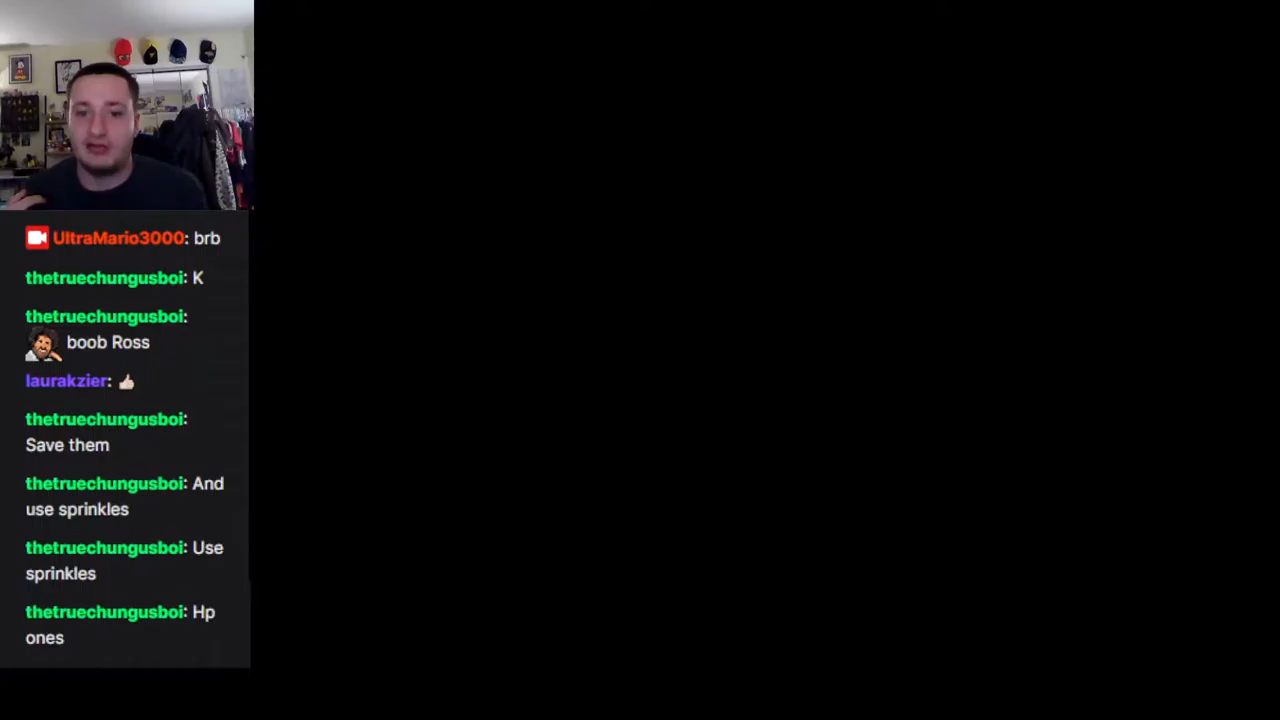 UltraMario3000: brb
thetruechungusboi: K
thetruechungusboi:
boob Ross
laurakzier: 👍🏻
thetruechungusboi:
Save them
thetruechungusboi: And
use sprinkles
thetruechungusboi: Use
sprinkles
thetruechungusboi: Hp
ones